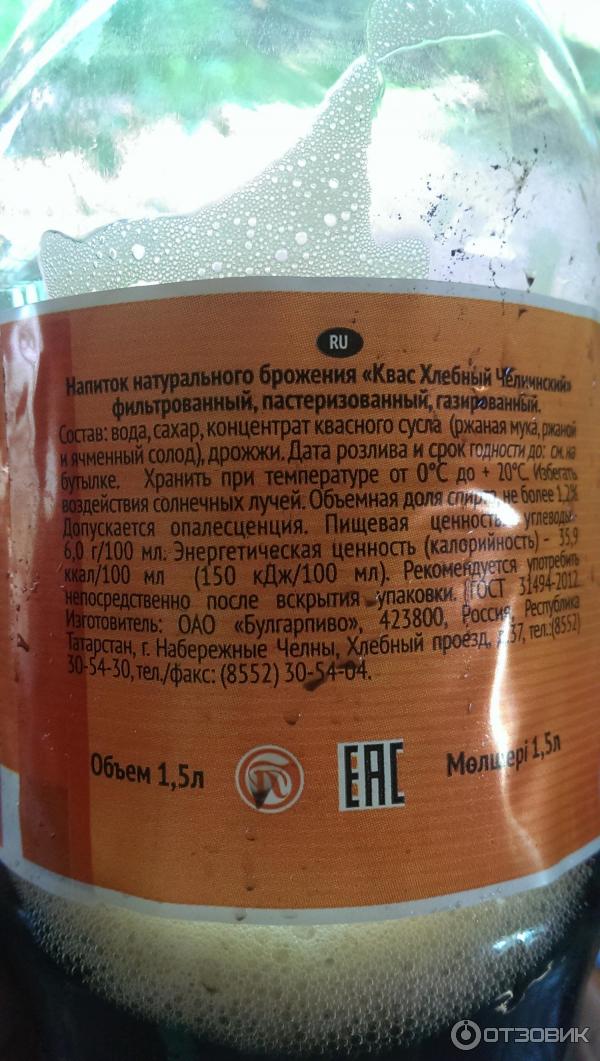 RU
Напиток натурального брожения «Квас Хлебный Челнинский»
фильтрованный, пастеризованный, газированный.
Состав: вода, сахар, концентрат квасного сусла (ржаная мука, ржаной
и ячменный солод), дрожжи. Дата розлива и срок годности до: см. на
бутылке. Хранить при температуре от 0°С до + 20°С. Избегать
воздействия солнечных лучей. Объемная доля спирта, не более 1,2%.
Допускается опалесценция. Пищевая ценность: углеводы-
6,0 г/100 мл. Энергетическая ценность (калорийность) – 35,9
ккал/100 мл (150 кДж/100 мл). Рекомендуется употребить
непосредственно после вскрытия упаковки. (ГОСТ 31494-2012
Изготовитель: ОАО «Булгарпиво», 423800, Россия, Республика
Татарстан, г. Набережные Челны, Хлебный проезд, д.37, тел.:(8552)
30-54-30, тел./факс: (8552) 30-54-04.
Объем 1,5л
ЕАС
Мөлшері 1,5л
ОТЗОВИК